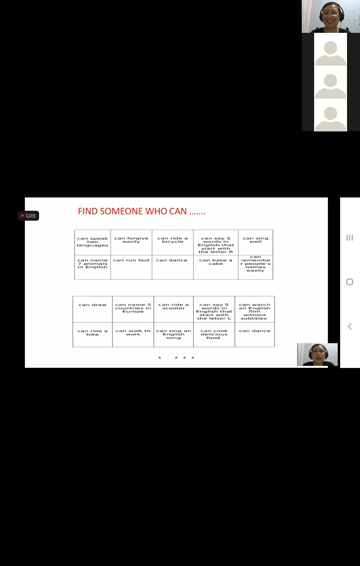 GRB
FIND SOMEONE WHO CAN .......
can speak two languages
can forgive easily
can ride a bicycle
can say 5 words in English that start with the letter R
can sing well
can name 7 animals in English
can run fast
can dance
can bake a cake
can remembe r people's names easily
can draw
can name 5 countries in Europe
can ride a scooter
can say 5 words in English that start with the letter L
can watch an English film without subtitles
can ride a bike
can walk to work
can sing an English song
can cook delicious food
can dance